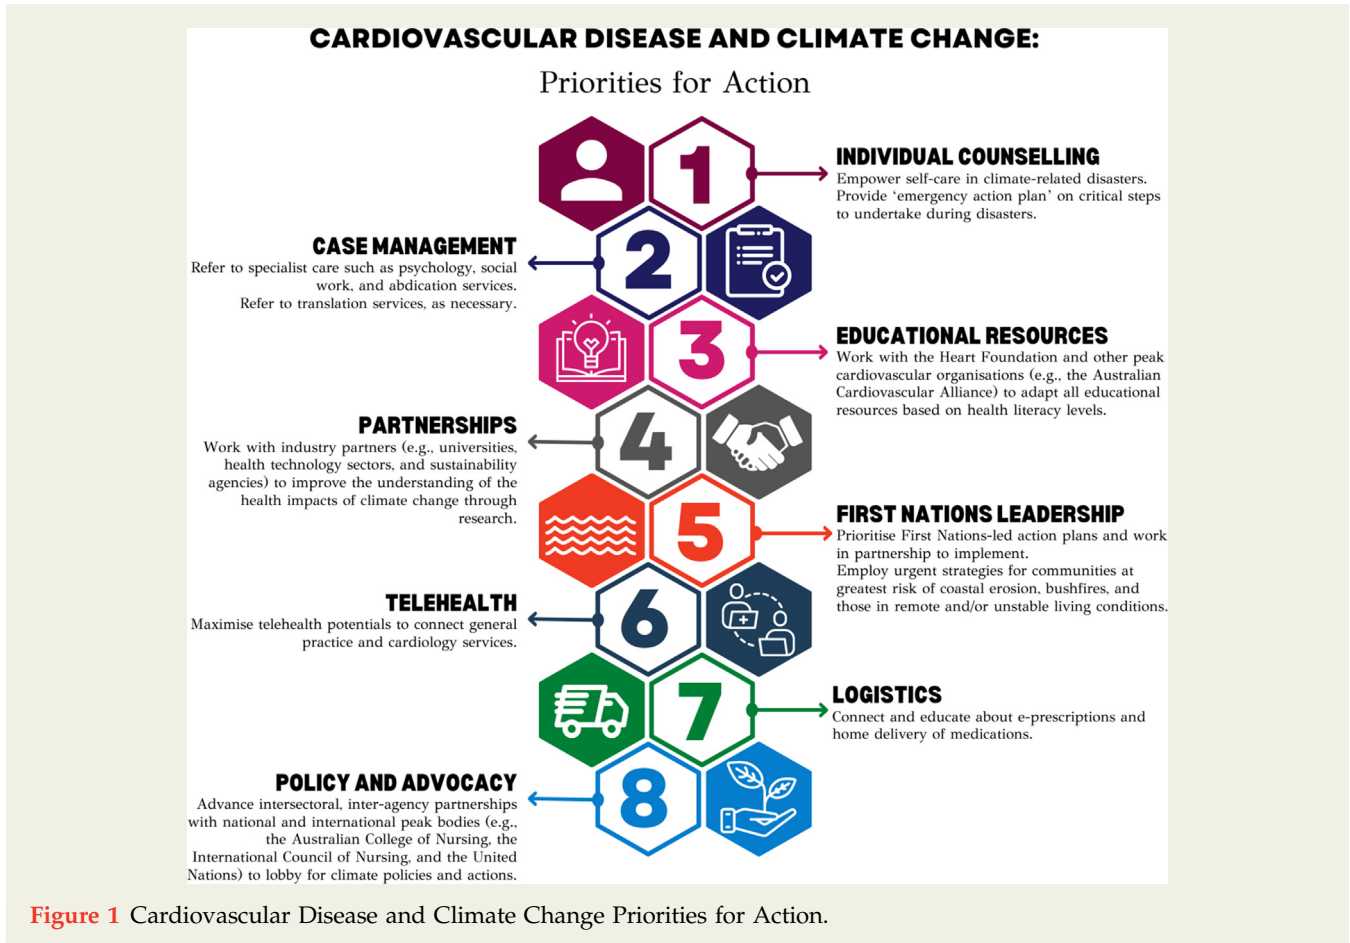 CARDIOVASCULAR DISEASE AND CLIMATE CHANGE:
Priorities for Action
1
INDIVIDUAL COUNSELLING
Empower self-care in climate-related disasters.
Provide ‘emergency action plan’ on critical steps
to undertake during disasters.
2
CASE MANAGEMENT
Refer to specialist care such as psychology, social
work, and abdication services.
Refer to translation services, as necessary.
3
EDUCATIONAL RESOURCES
Work with the Heart Foundation and other peak
cardiovascular organisations (e.g., the Australian
Cardiovascular Alliance) to adapt all educational
resources based on health literacy levels.
4
PARTNERSHIPS
Work with industry partners (e.g., universities,
health technology sectors, and sustainability
agencies) to improve the understanding of the
health impacts of climate change through
research.
5
FIRST NATIONS LEADERSHIP
Prioritise First Nations-led action plans and work
in partnership to implement.
Employ urgent strategies for communities at
greatest risk of coastal erosion, bushfires, and
those in remote and/or unstable living conditions.
6
TELEHEALTH
Maximise telehealth potentials to connect general
practice and cardiology services.
7
LOGISTICS
Connect and educate about e-prescriptions and
home delivery of medications.
8
POLICY AND ADVOCACY
Advance intersectoral, inter-agency partnerships
with national and international peak bodies (e.g.,
the Australian College of Nursing, the
International Council of Nursing, and the United
Nations) to lobby for climate policies and actions.
Figure 1 Cardiovascular Disease and Climate Change Priorities for Action.